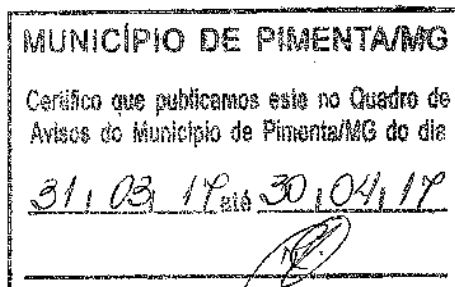 MUNICÍPIO DE PIMENTA/MG
Certifico que publicamos este no Quadro de
Avisos do Município de Pimenta/MG do dia
31 / 03 / 17 até 30 / 04 / 17